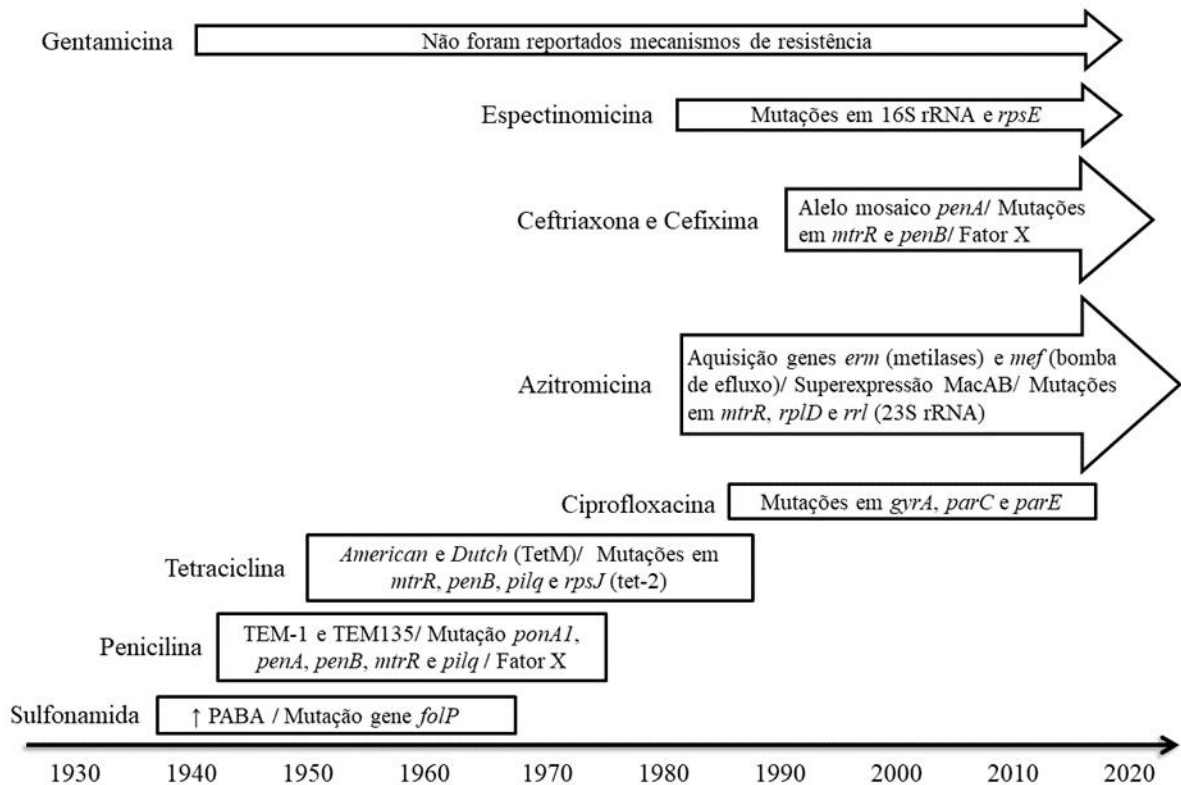 Gentamicina
Não foram reportados mecanismos de resistência
Espectinomicina
Mutações em 16S rRNA e rpsE
Ceftriaxona e Cefixima
Alelo mosaico penA/ Mutações
em mtrR e penB/ Fator X
Azitromicina
Aquisição genes erm (metilases) e mef (bomba
de efluxo)/ Superexpressão MacAB/ Mutações
em mtrR, rplD e rrl (23S rRNA)
Ciprofloxacina
Mutações em gyrA, parC e parE
Tetraciclina
American e Dutch (TetM)/ Mutações em
mtrR, penB, pilq e rpsJ (tet-2)
Penicilina
TEM-1 e TEM135/ Mutação ponA1,
penA, penB, mtrR e pilq / Fator X
Sulfonamida
↑ PABA / Mutação gene folP
1930 1940 1950 1960 1970 1980 1990 2000 2010 2020